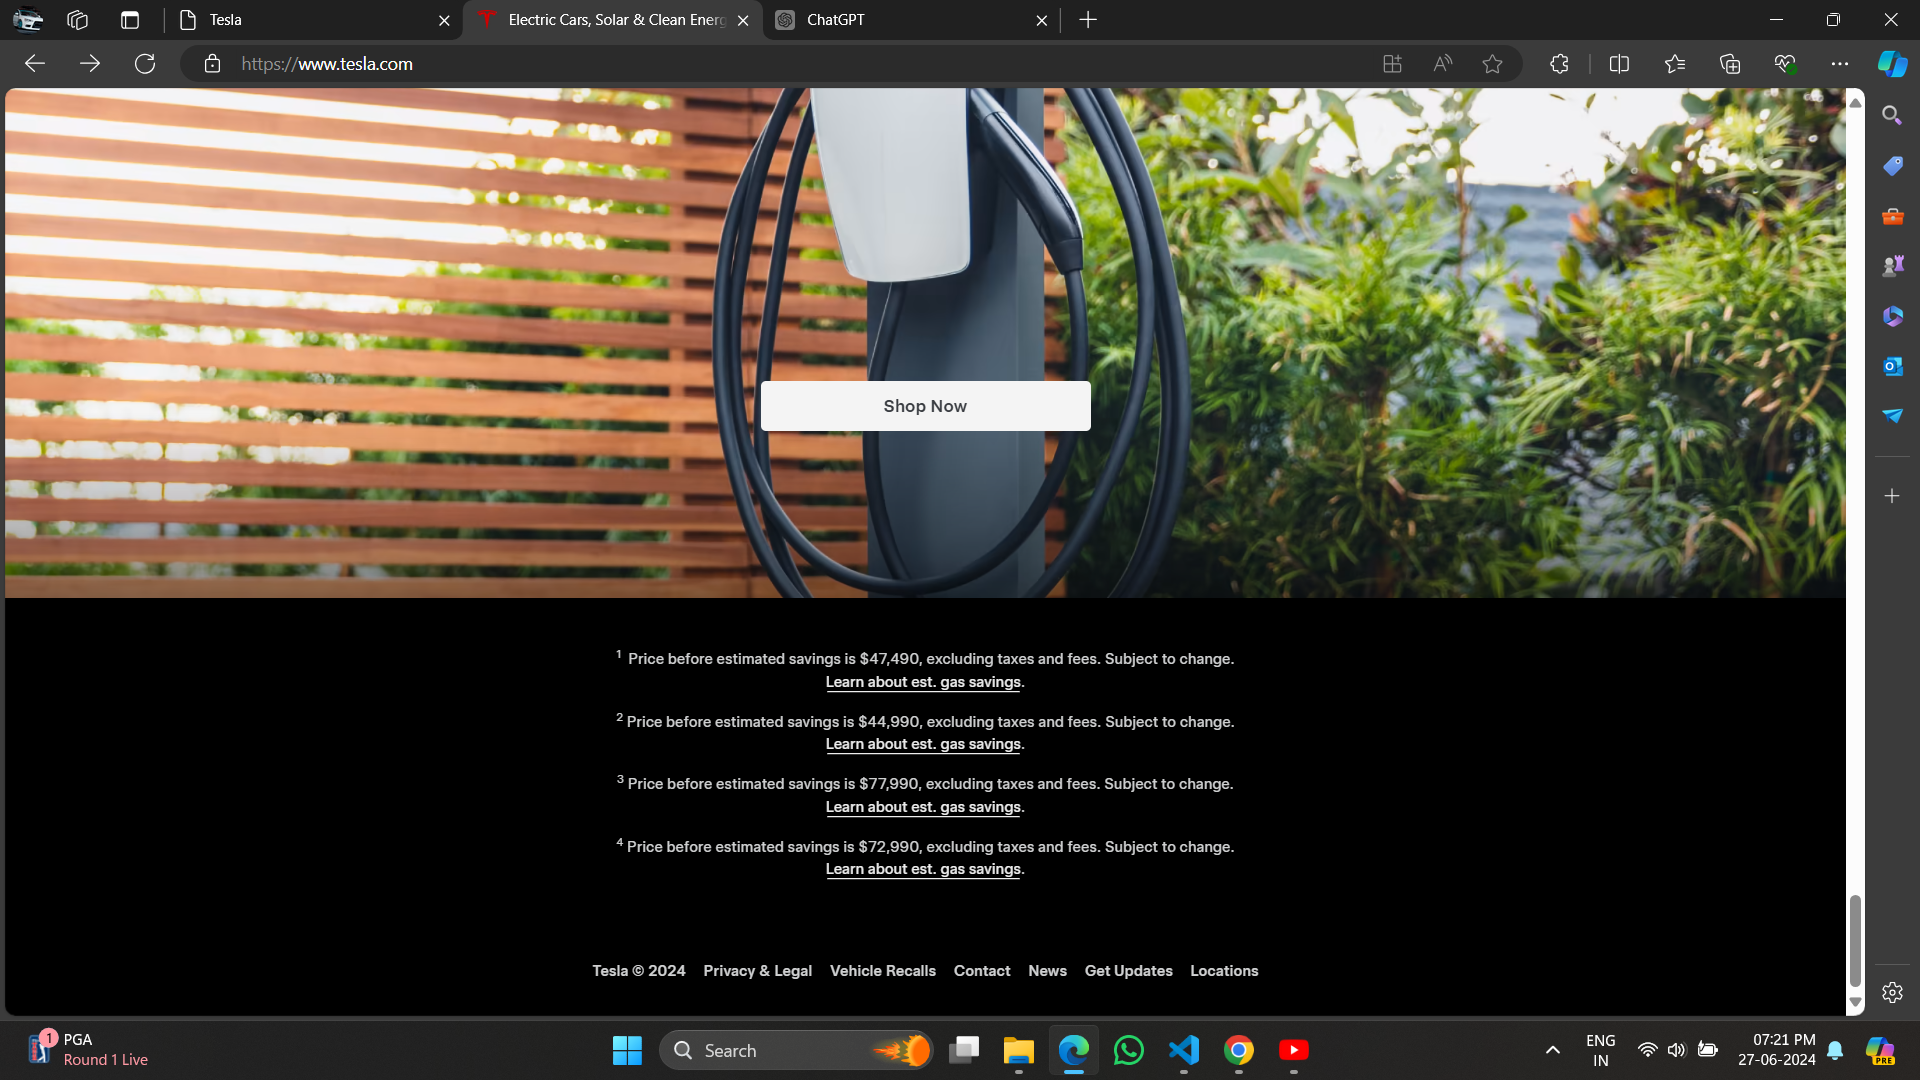 Tesla
Electric Cars, Solar & Clean Energ
ChatGPT
https://www.tesla.com
Shop Now
1 Price before estimated savings is $47,490, excluding taxes and fees. Subject to change.
Learn about est. gas savings.
2 Price before estimated savings is $44,990, excluding taxes and fees. Subject to change.
Learn about est. gas savings.
3 Price before estimated savings is $77,990, excluding taxes and fees. Subject to change.
Learn about est. gas savings.
4 Price before estimated savings is $72,990, excluding taxes and fees. Subject to change.
Learn about est. gas savings.
Tesla © 2024 Privacy & Legal Vehicle Recalls Contact News Get Updates Locations
1
PGA
Round 1 Live
Search
ENG
IN
07:21 PM
27-06-2024
PRE